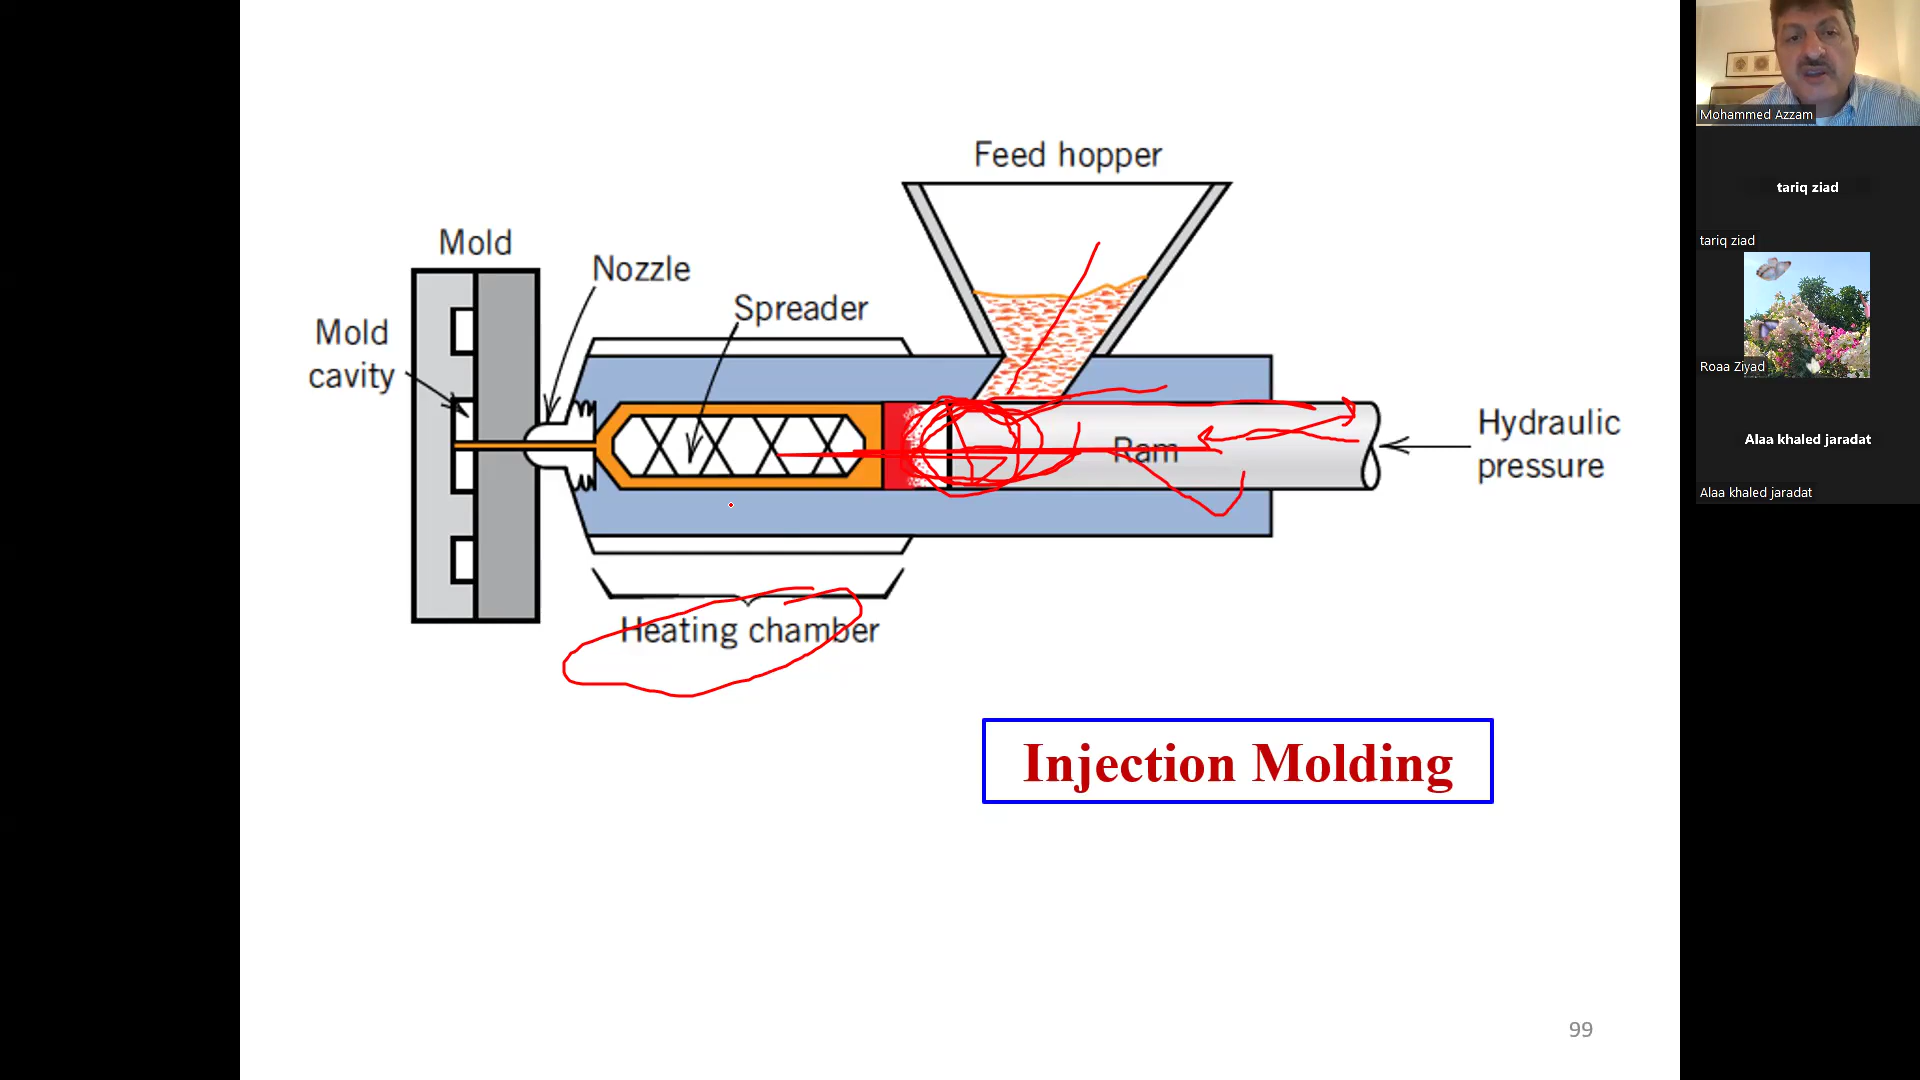 Feed hopper
Mold
Nozzle
Spreader
Mold
cavity
Ram
Hydraulic
pressure
Heating chamber
Injection Molding
99
Mohammed Azzam
tariq ziad
tariq ziad
Roaa Ziyad
Alaa khaled jaradat
Alaa khaled jaradat